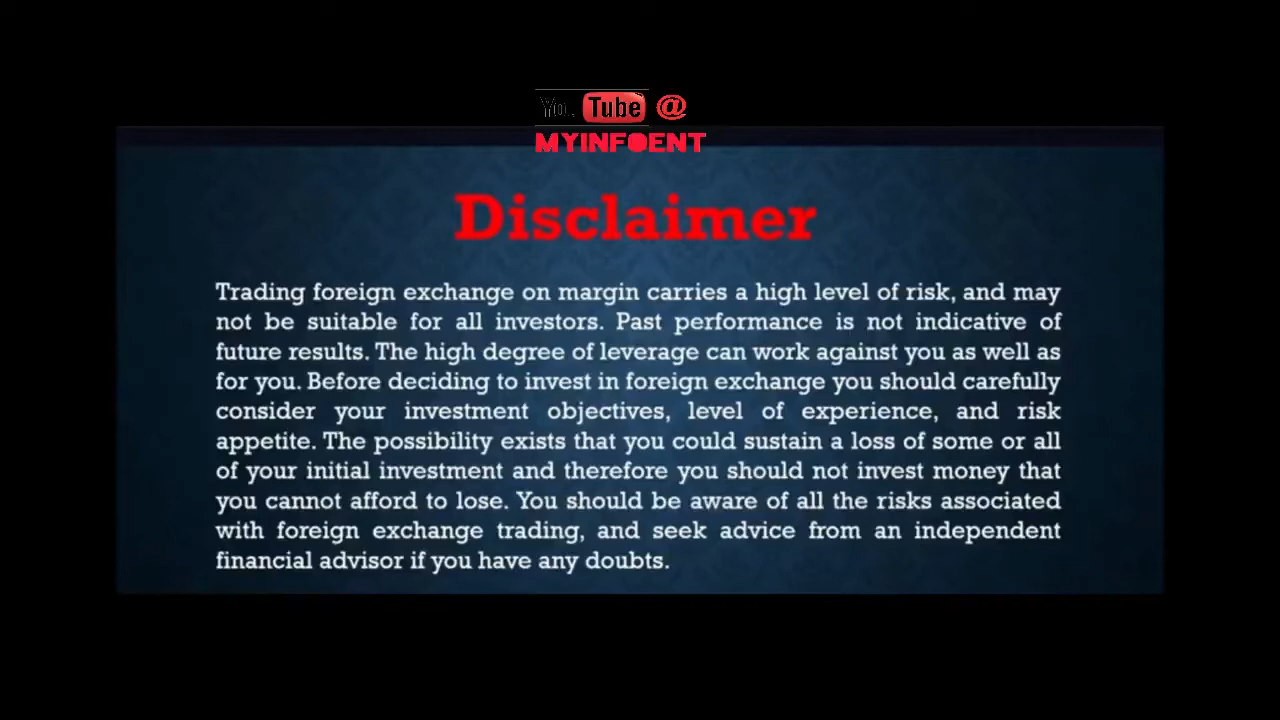 You Tube @
MYINFOENT
Disclaimer
Trading foreign exchange on margin carries a high level of risk, and may
not be suitable for all investors. Past performance is not indicative of
future results. The high degree of leverage can work against you as well as
for you. Before deciding to invest in foreign exchange you should carefully
consider your investment objectives, level of experience, and risk
appetite. The possibility exists that you could sustain a loss of some or all
of your initial investment and therefore you should not invest money that
you cannot afford to lose. You should be aware of all the risks associated
with foreign exchange trading, and seek advice from an independent
financial advisor if you have any doubts.